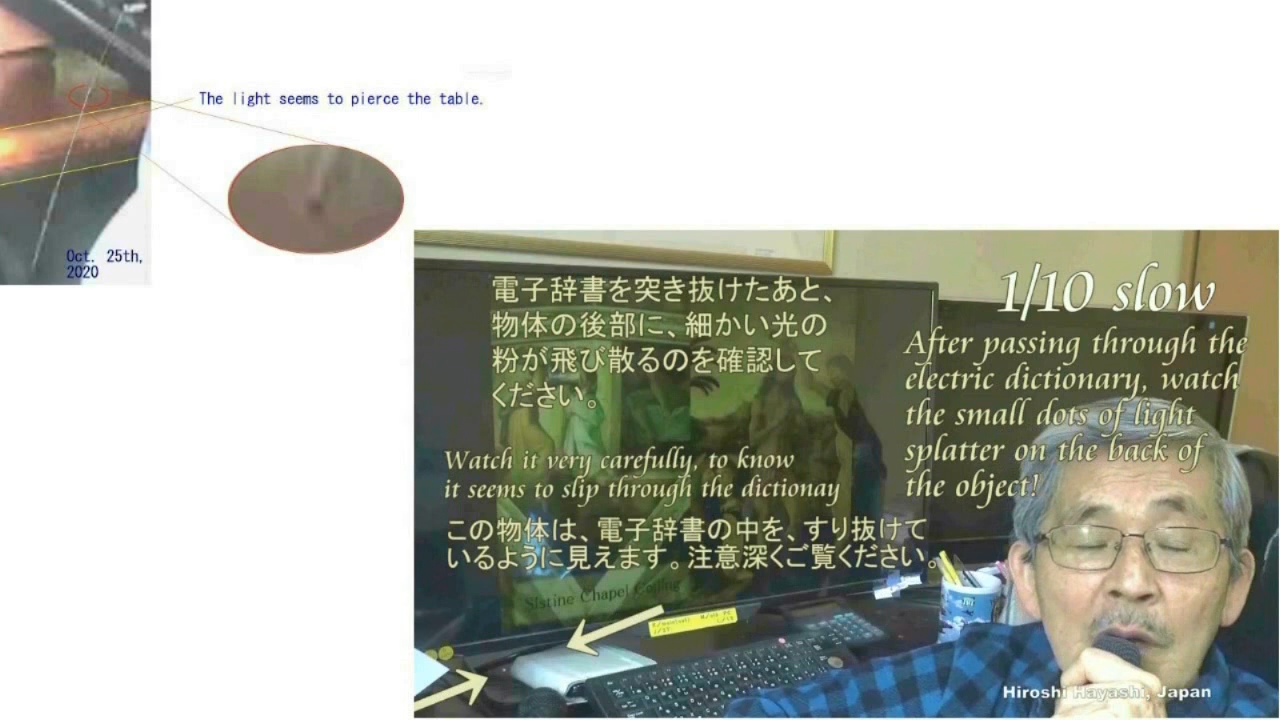 The light seems to pierce the table.
Oct. 25th,
2020
電子辞書を突き抜けたあと、
物体の後部に、細かい光の
粉が飛び散るのを確認して
ください。
1/10 slow
After passing through the
electric dictionary, watch
the small dots of light
splatter on the back of
the object!
Watch it very carefully, to know
it seems to slip through the dictionay
この物体は、電子辞書の中を、すり抜けて
いるように見えます。注意深くご覧ください。
Sistine Chapel Ceiling
Hiroshi Hayashi, Japan